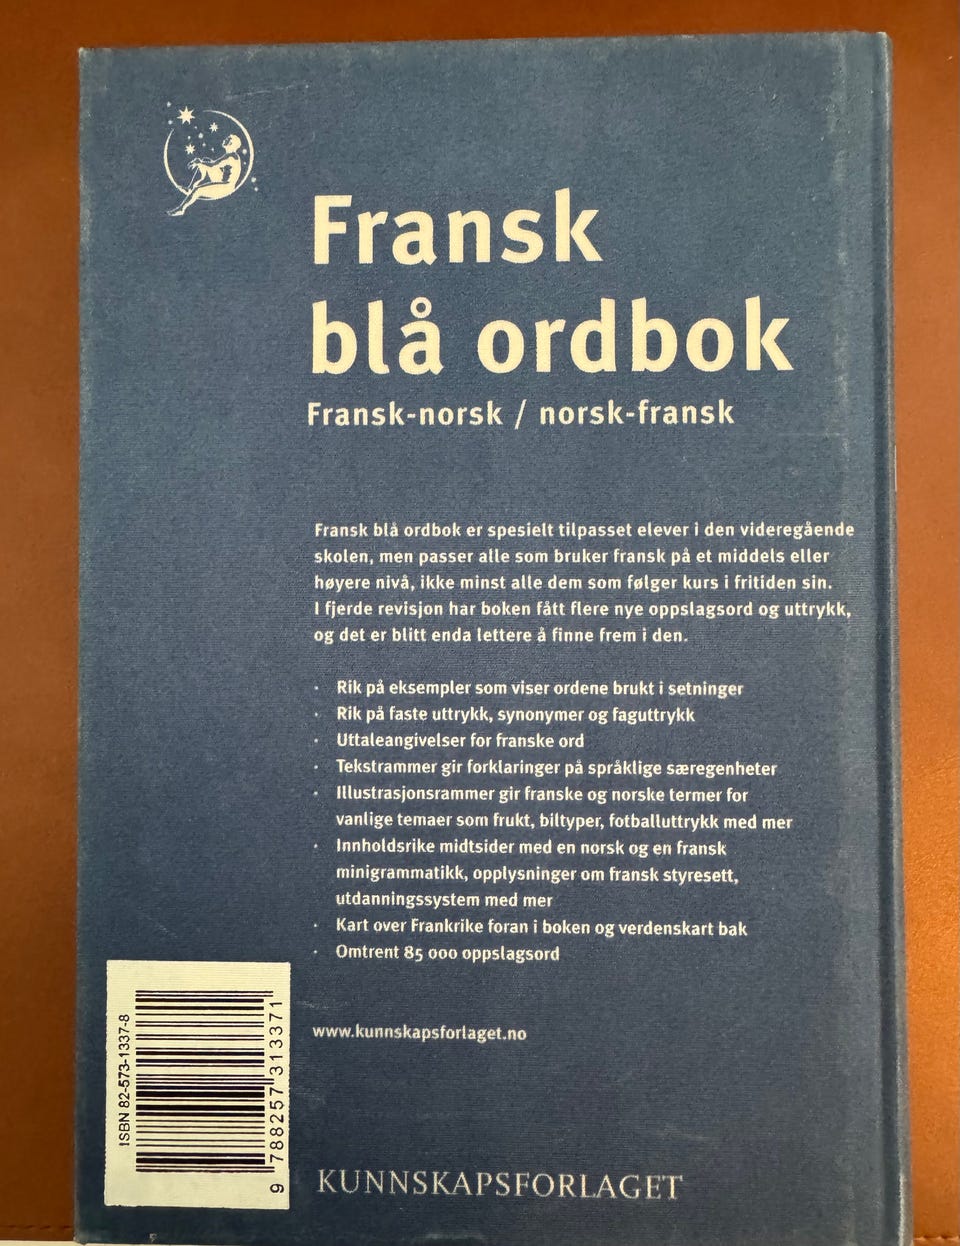 Fransk
blå ordbok
Fransk-norsk / norsk-fransk
Fransk blå ordbok er spesielt tilpasset elever i den videregående
skolen, men passer alle som bruker fransk på et middels eller
høyere nivå, ikke minst alle dem som følger kurs i fritiden sin.
I fjerde revisjon har boken fått flere nye oppslagsord og uttrykk,
og det er blitt enda lettere å finne frem i den.
· Rik på eksempler som viser ordene brukt i setninger
· Rik på faste uttrykk, synonymer og faguttrykk
· Uttaleangivelser for franske ord
· Tekstrammer gir forklaringer på språklige særegenheter
· Illustrasjonsrammer gir franske og norske termer for
vanlige temaer som frukt, biltyper, fotballuttrykk med mer
· Innholdsrike midtsider med en norsk og en fransk
minigrammatikk, opplysninger om fransk styresett,
utdanningssystem med mer
· Kart over Frankrike foran i boken og verdenskart bak
· Omtrent 85 000 oppslagsord
www.kunnskapsforlaget.no
ISBN 82-573-1337-8
9 788257 313371
KUNNSKAPSFORLAGET